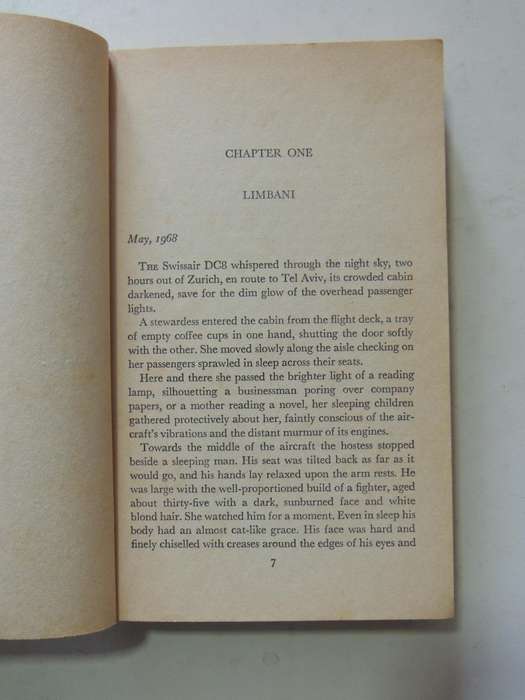 CHAPTER ONE
LIMBANI
May, 1968
THE Swissair DC8 whispered through the night sky, two
hours out of Zurich, en route to Tel Aviv, its crowded cabin
darkened, save for the dim glow of the overhead passenger
lights.
A stewardess entered the cabin from the flight deck, a tray
of empty coffee cups in one hand, shutting the door softly
with the other. She moved slowly along the aisle checking on
her passengers sprawled in sleep across their seats.
Here and there she passed the brighter light of a reading
lamp, silhouetting a businessman poring over company
papers, or a mother reading a novel, her sleeping children
gathered protectively about her, faintly conscious of the air-
craft's vibrations and the distant murmur of its engines.
Towards the middle of the aircraft the hostess stopped
beside a sleeping man. His seat was tilted back as far as it
would go, and his hands lay relaxed upon the arm rests. He
was large with the well-proportioned build of a fighter, aged
about thirty-five with a dark, sunburned face and white
blond hair. She watched him for a moment. Even in sleep his
body had an almost cat-like grace. His face was hard and
finely chiselled with creases around the edges of his eyes and
7